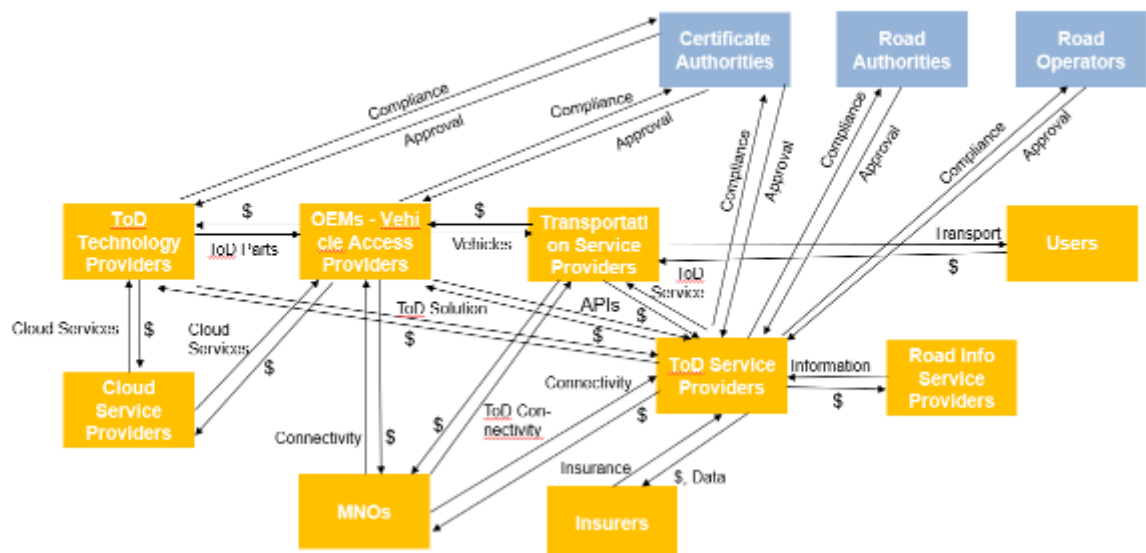 Certificate
Authorities
Road
Authorities
Road
Operators
Compliance
Approval
Compliance
Approval
Compliance
Approval
Compliance
Approval
Compliance
Approval
ToD
Technology
Providers
$
ToD Parts
OEMs - Vehi
cle Access
Providers
$
Vehicles
Transportati
on Service
Providers
Transport
$
Users
ToD
Service
Cloud Services
$
Cloud
Services
$
ToD Solution
$
APIs
$
$
Cloud
Service
Providers
Connectivity
$
$
ToD Con-
nectivity
Connectivity
$
ToD Service
Providers
Information
$
Road Info
Service
Providers
MNOs
Insurance
$, Data
Insurers